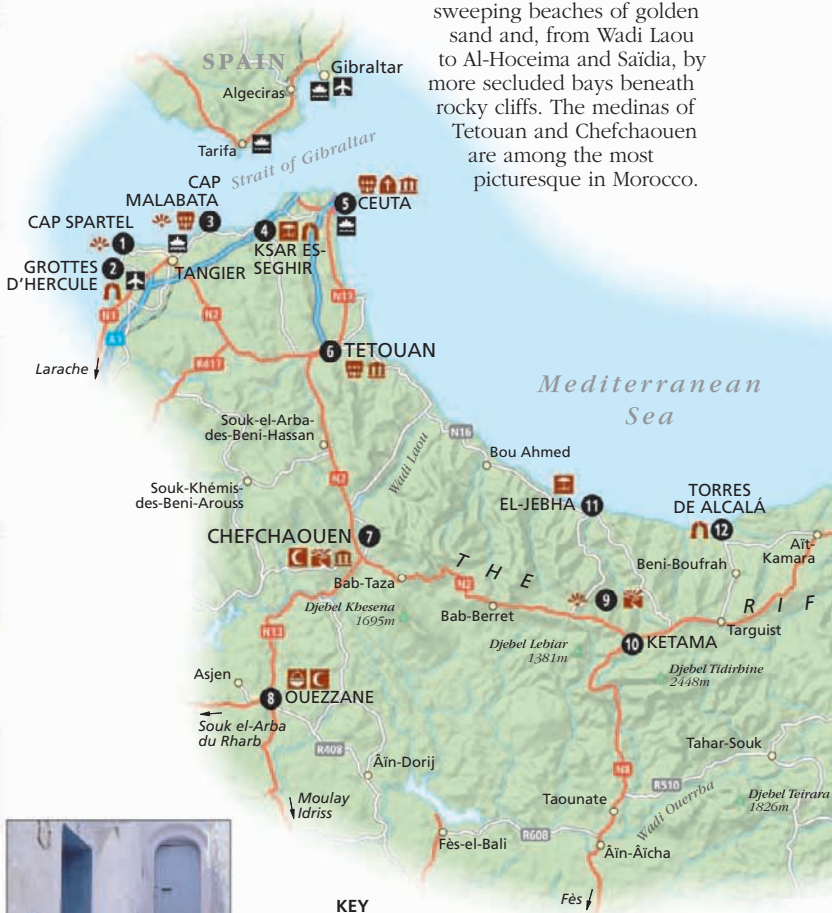 sweeping beaches of golden
sand and, from Wadi Laou
to Al-Hoceima and Saïdia, by
more secluded bays beneath
rocky cliffs. The medinas of
Tetouan and Chefchaouen
are among the most
picturesque in Morocco.
SPAIN
Gibraltar
Algeciras
Tarifa
Strait of Gibraltar
CAP
MALABATA
3
CAP SPARTEL
1
GROTTES
D'HERCULE
2
TANGIER
4
KSAR ES-
SEGHIR
5
CEUTA
N1
A1
N2
N13
R417
Larache
6
TETOUAN
Mediterranean
Sea
Souk-el-Arba-
des-Beni-Hassan
N16
Wadi Laou
Bou Ahmed
N2
Souk-Khémis-
des-Beni-Arouss
EL-JEBHA
11
TORRES
DE ALCALÁ
12
CHEFCHAOUEN
7
Aït-
Kamara
THE
RIF
Beni-Boufrah
Bab-Taza
N2
9
Bab-Berret
Djebel Khesena
1695m
Targuist
10
KETAMA
Djebel Lebiar
1381m
Djebel Tidirhine
2448m
N13
Asjen
8
OUEZZANE
Souk el-Arba
du Rharb
R408
Âïn-Dorij
Tahar-Souk
N8
R510
Moulay
Idriss
Taounate
Wadi Ouerrba
Djebel Teirara
1826m
Fès-el-Bali
R608
Âïn-Âïcha
Fès
KEY